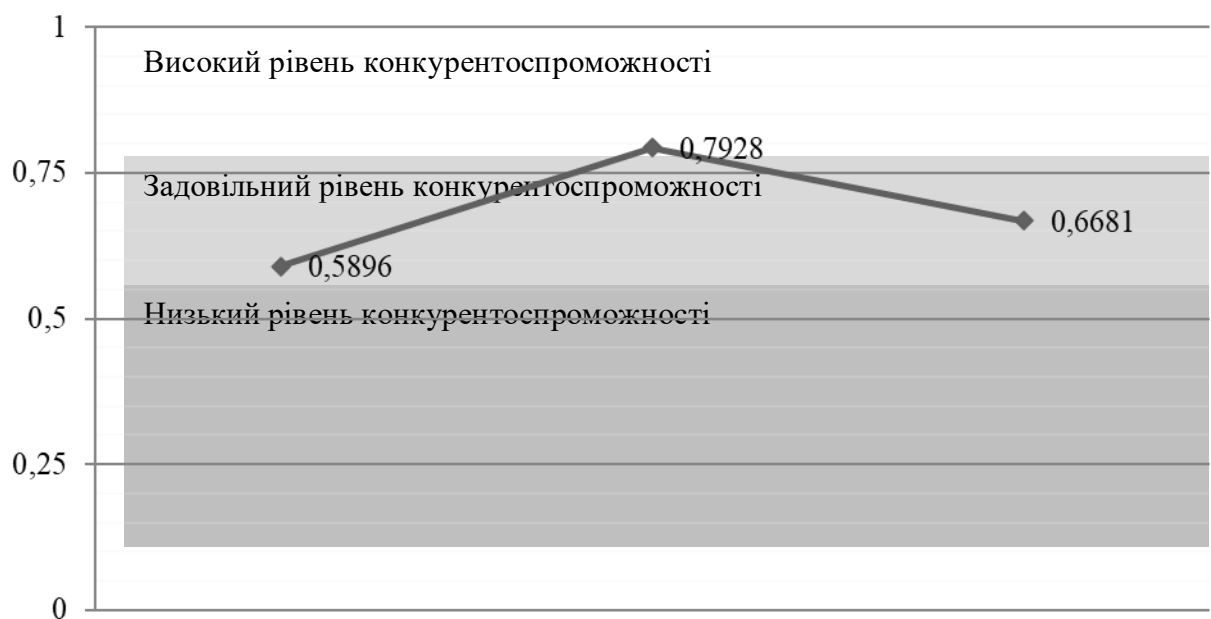 1
Високий рівень конкурентоспроможності
0,7928
0,75
Задовільний рівень конкурентоспроможності
0,6681
0,5896
Низький рівень конкурентоспроможності
0,5
0,25
0